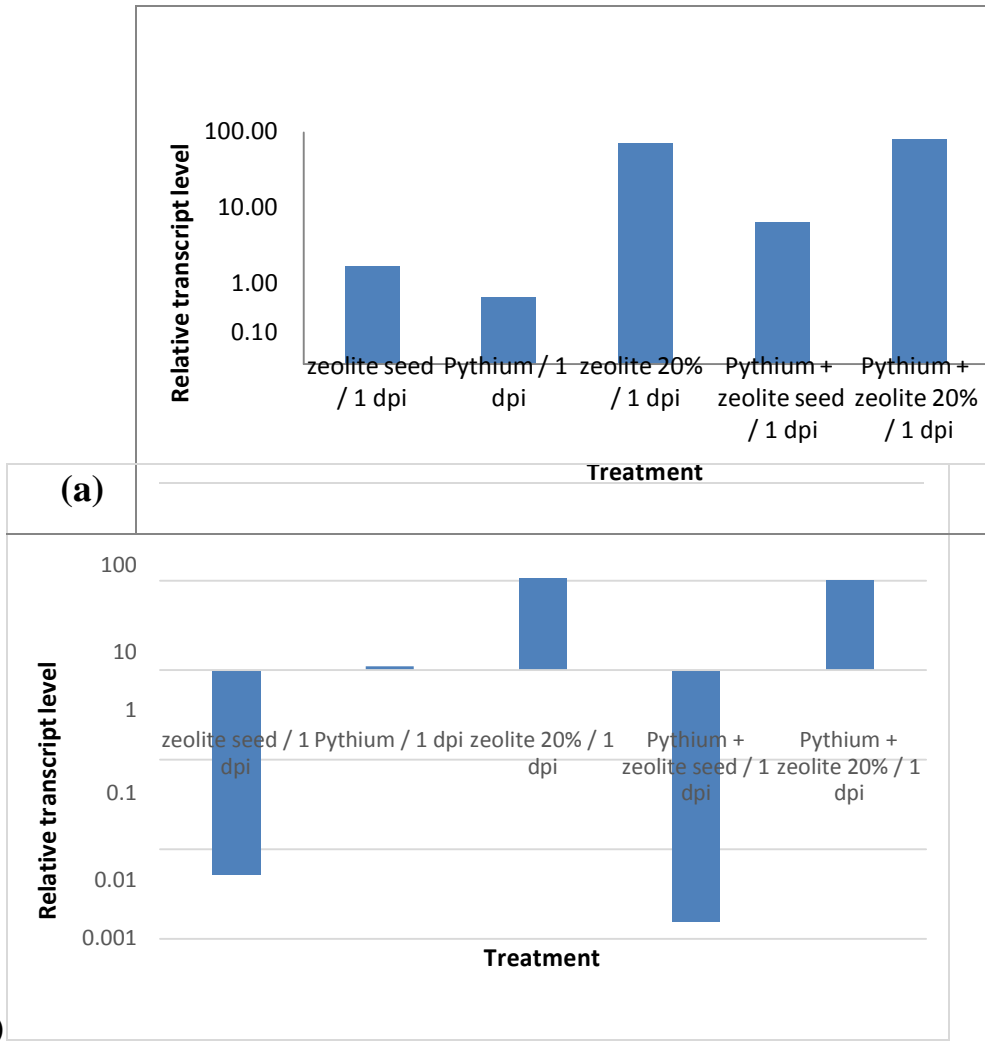 Relative transcript level
100.00
10.00
1.00
0.10
zeolite seed / 1 dpi
Pythium / 1 dpi
zeolite 20% / 1 dpi
Pythium + zeolite seed / 1 dpi
Pythium + zeolite 20% / 1 dpi
Treatment
(a)
Relative transcript level
100
10
1
0.1
0.01
0.001
zeolite seed / 1 dpi
Pythium / 1 dpi
zeolite 20% / 1 dpi
Pythium + zeolite seed / 1 dpi
Pythium + zeolite 20% / 1 dpi
Treatment
)